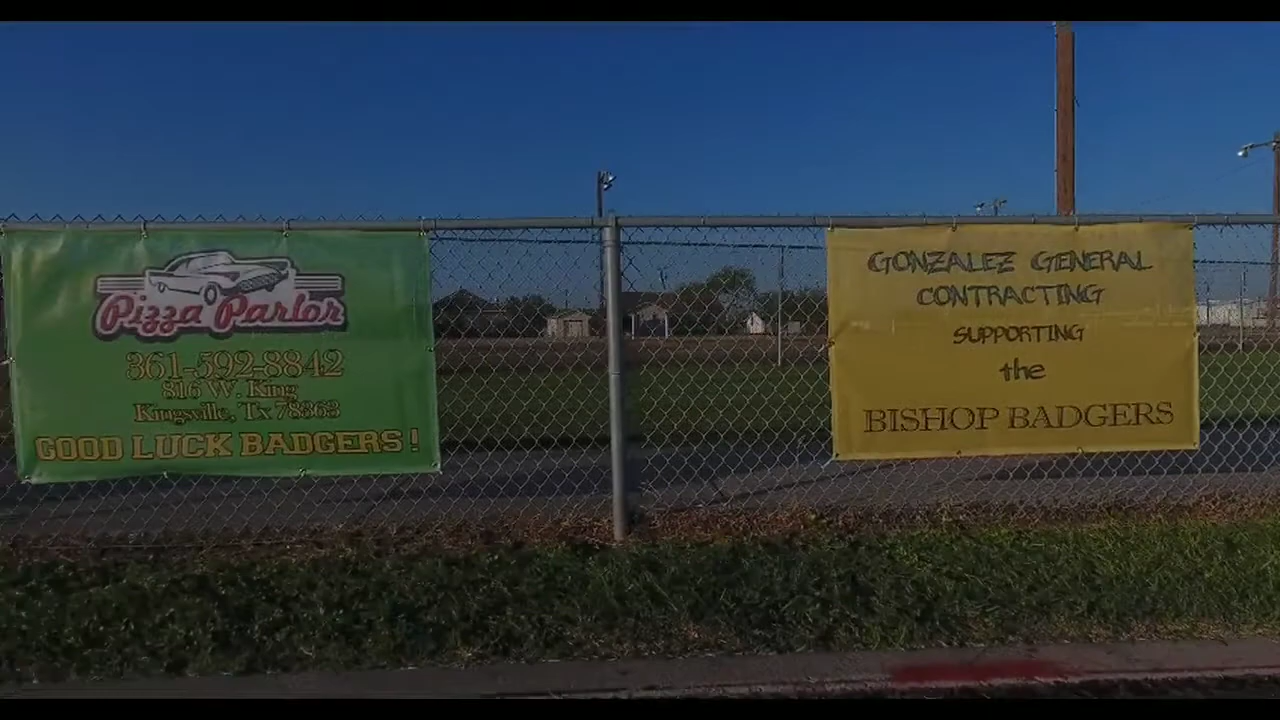 Pizza Parlor
361-592-8842
816 W. King
Kingsville, Tx 78363
GOOD LUCK BADGERS!
GONZALEZ GENERAL
CONTRACTING
SUPPORTING
the
BISHOP BADGERS